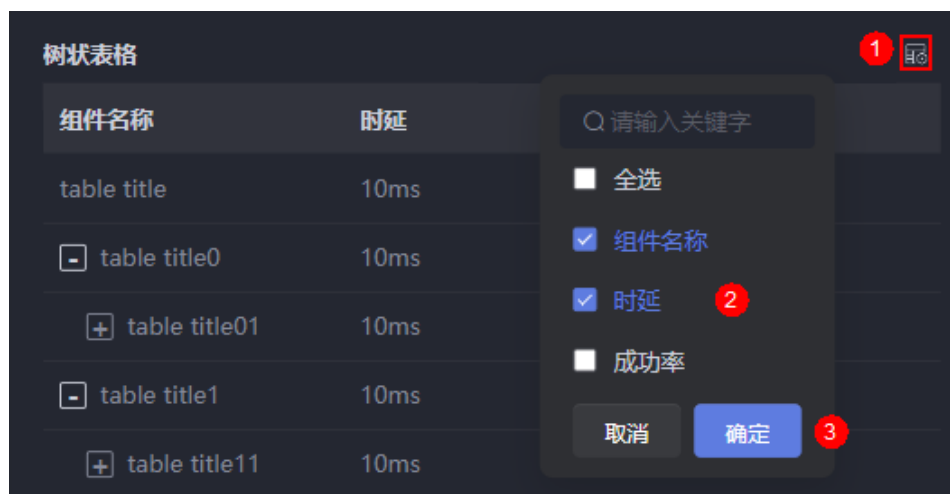 树状表格
1
组件名称 时延
请输入关键字
table title 10ms
全选
table title0 10ms
组件名称
时延 2
table title01 10ms
成功率
table title1 10ms
取消 确定 3
table title11 10ms